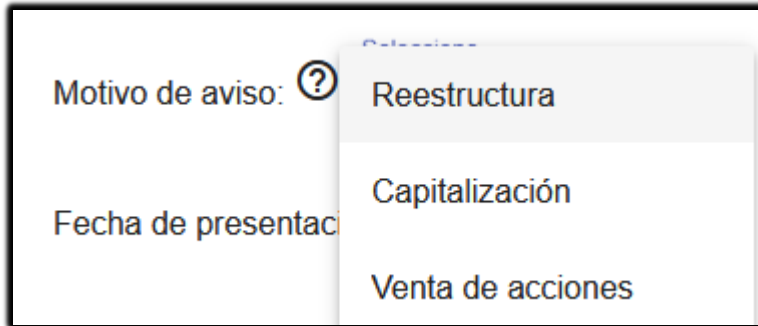 Motivo de aviso:
Reestructura
Capitalización
Fecha de presentaci
Venta de acciones